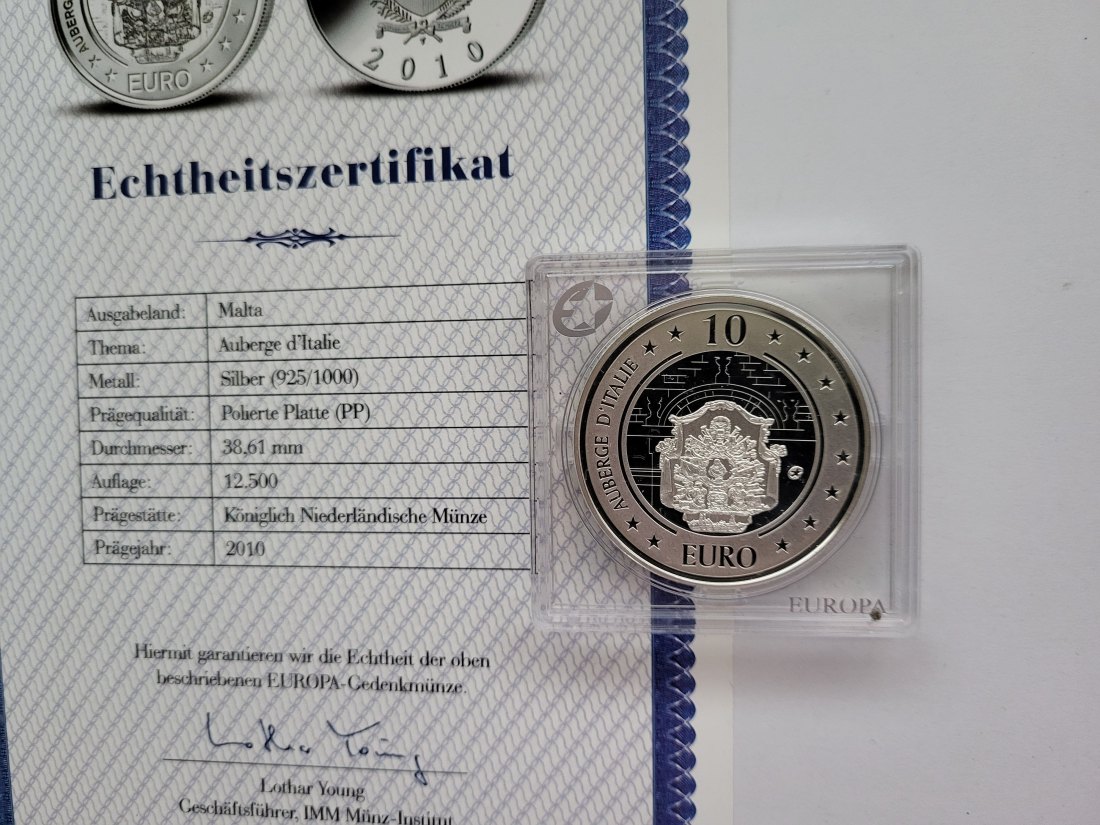 AUBERGE
EURO
2010
Echtheitszertifikat
Ausgabeland: Malta
Thema: Auberge d'Italie
Metall: Silber (925/1000)
Prägequalität: Polierte Platte (PP)
Durchmesser: 38,61 mm
Auflage: 12.500
Prägestätte: Königlich Niederländische Münze
Prägejahr: 2010
Hiermit garantieren wir die Echtheit der oben
beschriebenen EUROPA-Gedenkmünze.
Lothar Young
Lothar Young
Geschäftsführer, IMM Münz-Institut
10
AUBERGE D'ITALIE
EURO
EUROPA